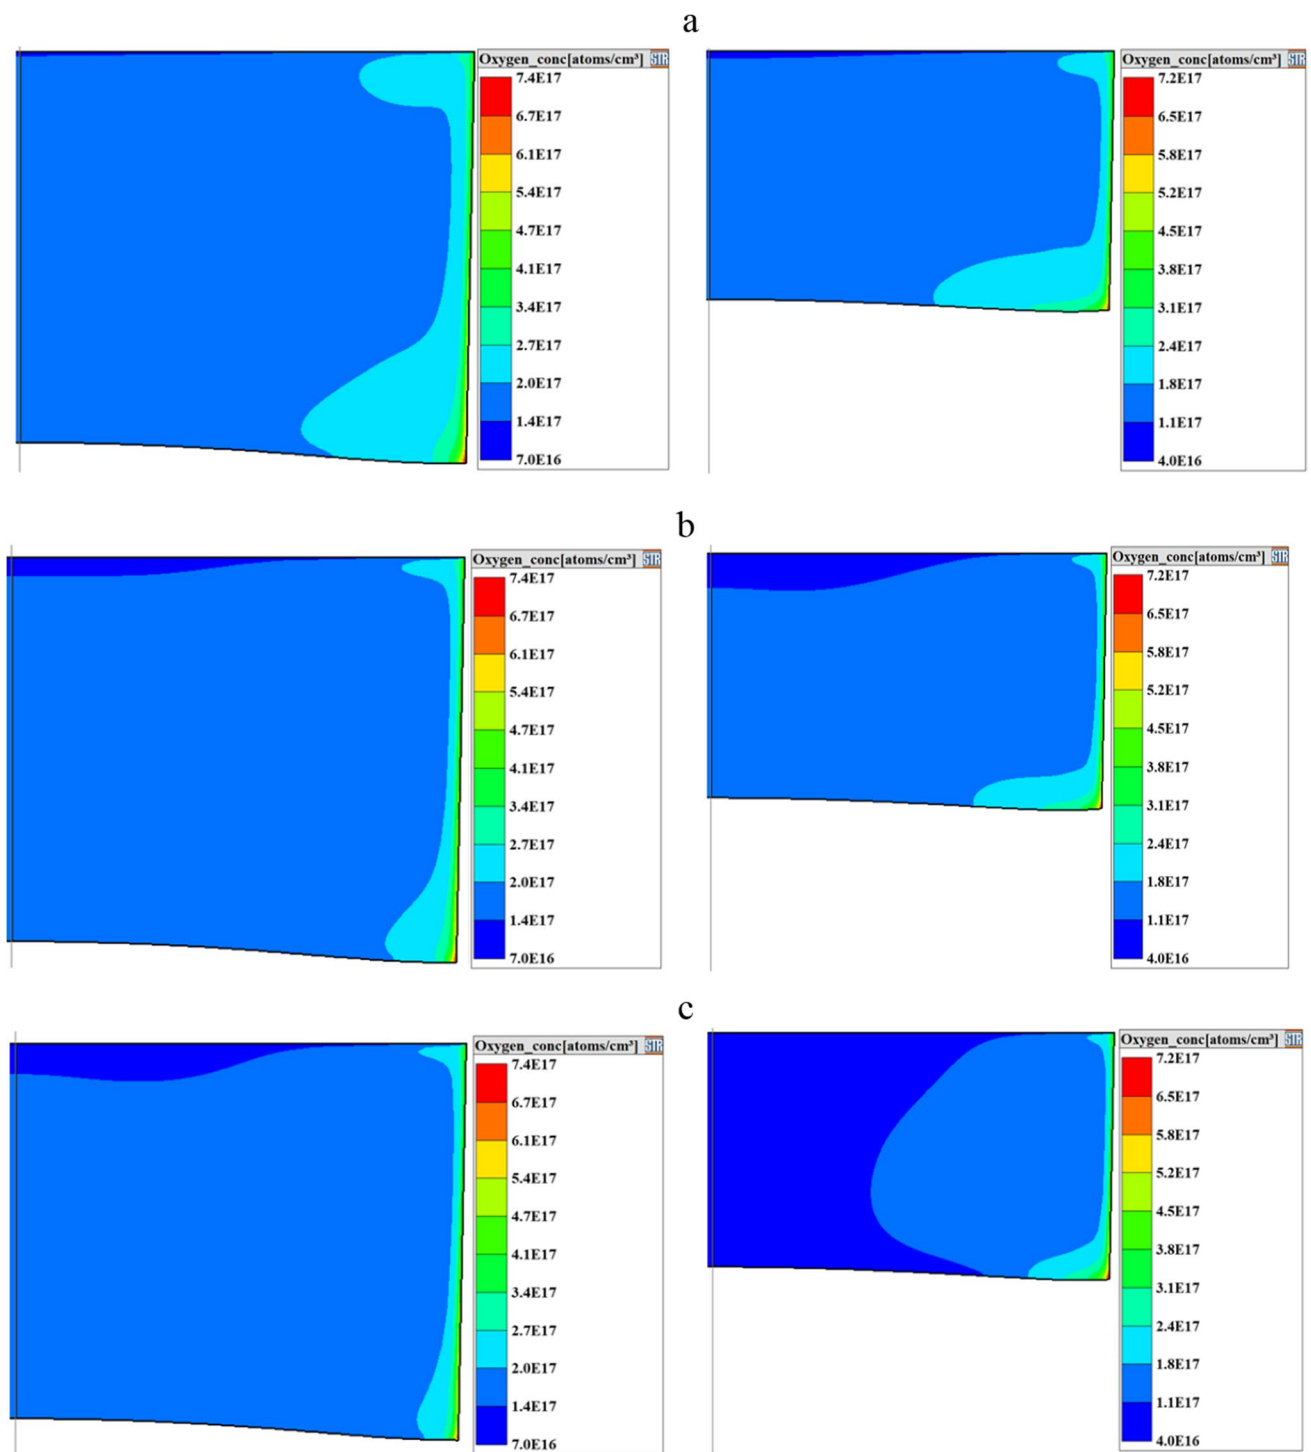 a
Oxygen_conc[atoms/cm³] STR
7.4E17
6.7E17
6.1E17
5.4E17
4.7E17
4.1E17
3.4E17
2.7E17
2.0E17
1.4E17
7.0E16
Oxygen_conc[atoms/cm³] STR
7.2E17
6.5E17
5.8E17
5.2E17
4.5E17
3.8E17
3.1E17
2.4E17
1.8E17
1.1E17
4.0E16
b
Oxygen_conc[atoms/cm³] STR
7.4E17
6.7E17
6.1E17
5.4E17
4.7E17
4.1E17
3.4E17
2.7E17
2.0E17
1.4E17
7.0E16
Oxygen_conc[atoms/cm³] STR
7.2E17
6.5E17
5.8E17
5.2E17
4.5E17
3.8E17
3.1E17
2.4E17
1.8E17
1.1E17
4.0E16
c
Oxygen_conc[atoms/cm³] STR
7.4E17
6.7E17
6.1E17
5.4E17
4.7E17
4.1E17
3.4E17
2.7E17
2.0E17
1.4E17
7.0E16
Oxygen_conc[atoms/cm³] STR
7.2E17
6.5E17
5.8E17
5.2E17
4.5E17
3.8E17
3.1E17
2.4E17
1.8E17
1.1E17
4.0E16